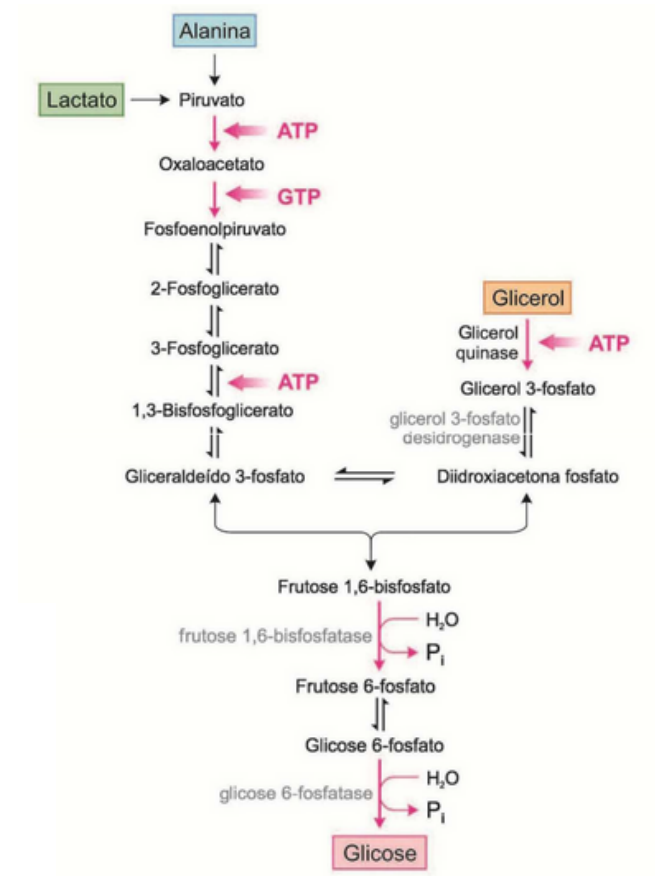 Alanina
Lactato
Piruvato
ATP
Oxaloacetato
GTP
Fosfoenolpiruvato
2-Fosfoglicerato
3-Fosfoglicerato
ATP
1,3-Bisfosfoglicerato
Gliceraldeído 3-fosfato
Glicerol
Glicerol
quinase
ATP
Glicerol 3-fosfato
glicerol 3-fosfato
desidrogenase
Diidroxiacetona fosfato
Frutose 1,6-bisfosfato
frutose 1,6-bisfosfatase
H₂O
Pᵢ
Frutose 6-fosfato
Glicose 6-fosfato
glicose 6-fosfatase
H₂O
Pᵢ
Glicose